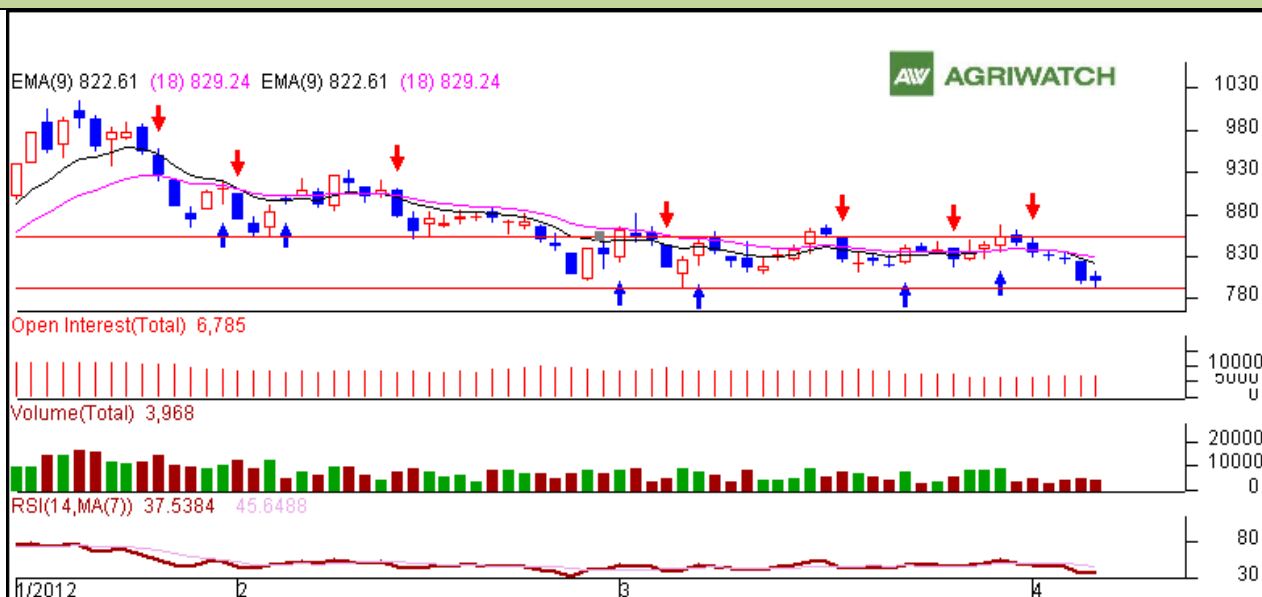 EMA(9) 822.61 (18) 829.24 EMA(9) 822.61 (18) 829.24
AW AGRIWATCH
1030
980
930
880
830
780
Open Interest(Total) 6,785
10000
5000
0
Volume(Total) 3,968
20000
10000
0
RSI(14,MA(7)) 37.5384 45.6488
80
30
1/2012 2 3 4